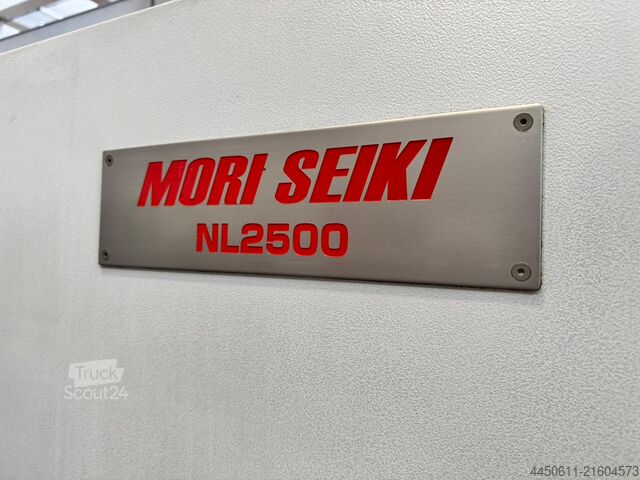 MORI SEIKI
NL2500
Truck
Scout24
4450611-21604573